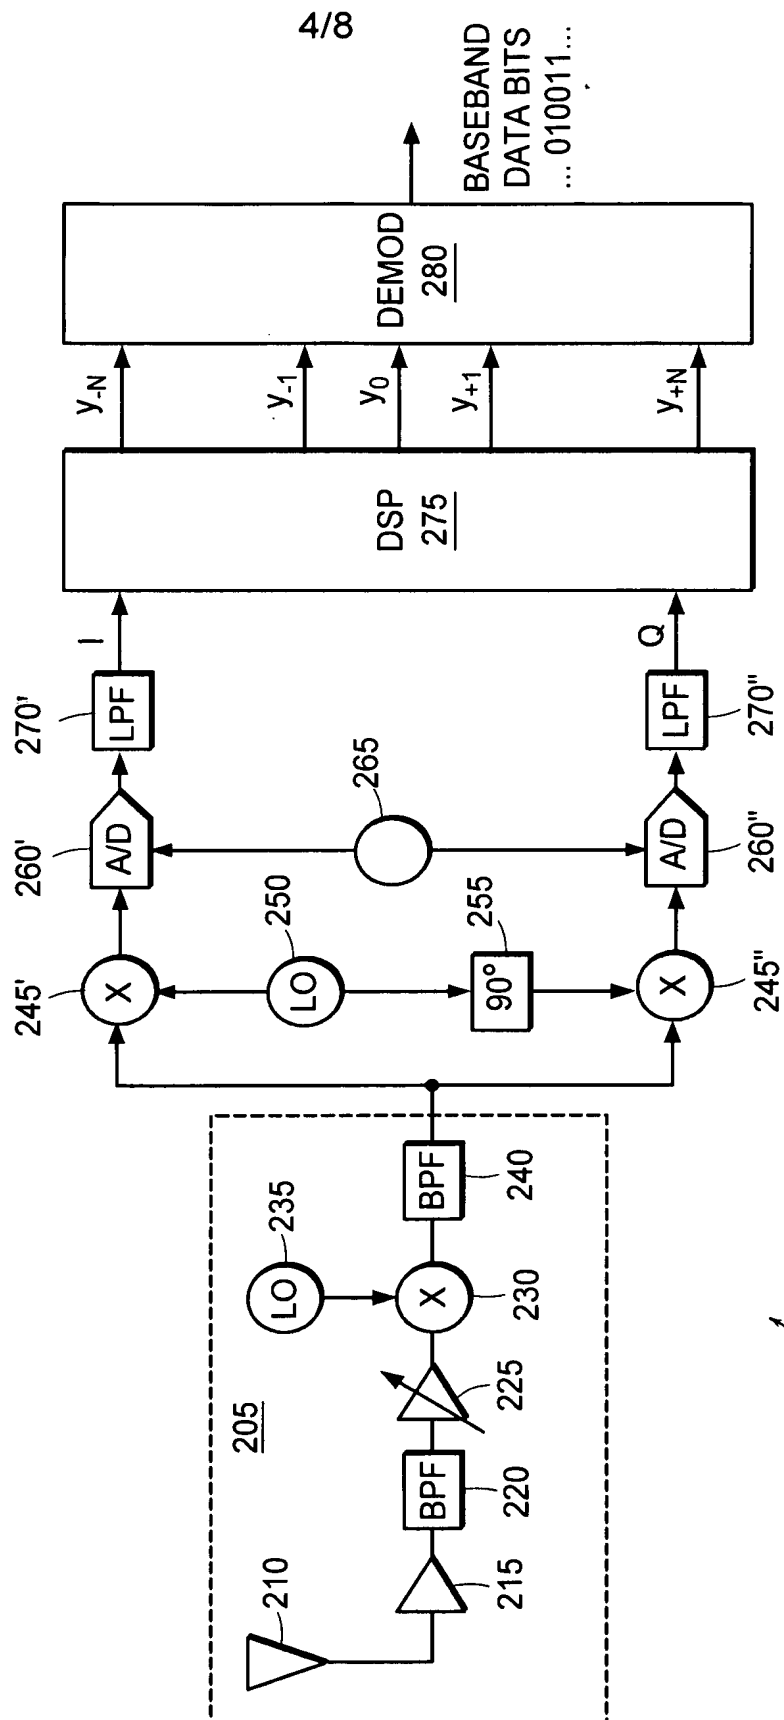 4/8
205
210
215
BPF
220
225
LO
235
X
230
BPF
240
245'
X
LO
250
90°
255
X
245"
260'
A/D
265
A/D
260"
270'
LPF
I
LPF
270"
Q
DSP
275
y-N
y-1
y0
y+1
y+N
DEMOD
280
BASEBAND
DATA BITS
... 010011...